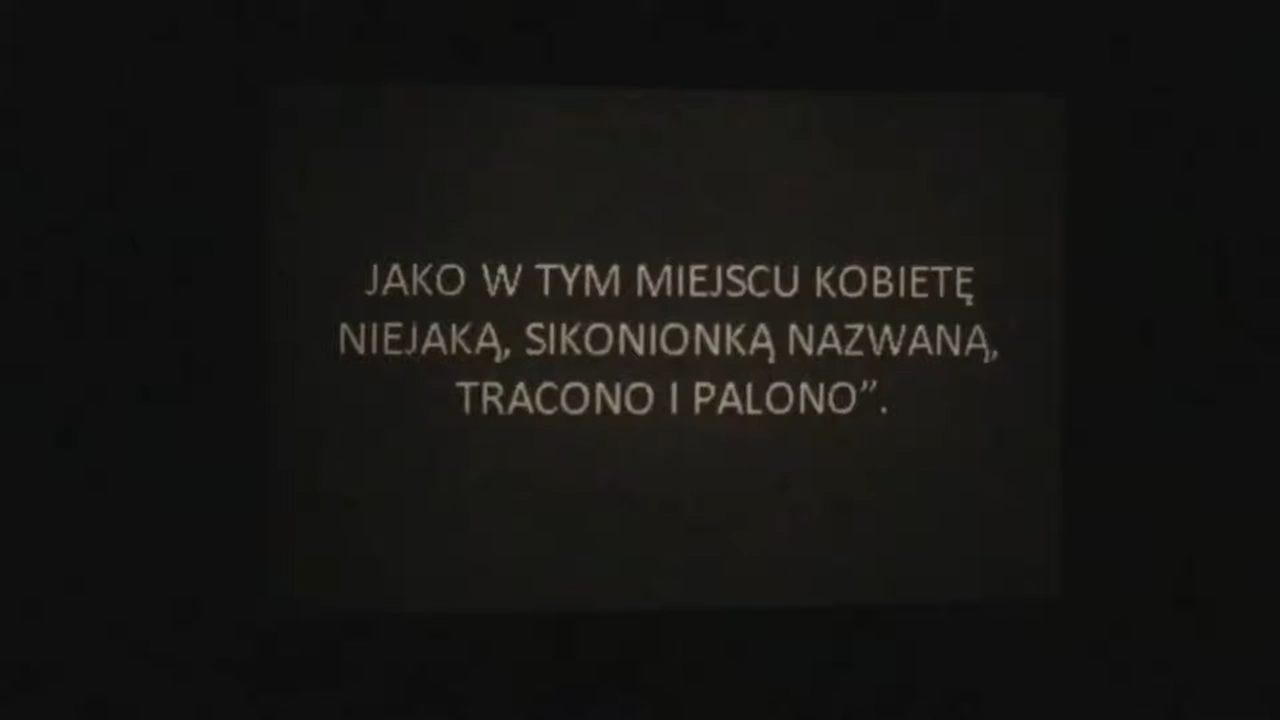 JAKO W TYM MIEJSCU KOBIETĘ
NIEJAKĄ, SIKONIONKĄ NAZWANĄ,
TRACONO I PALONO”.